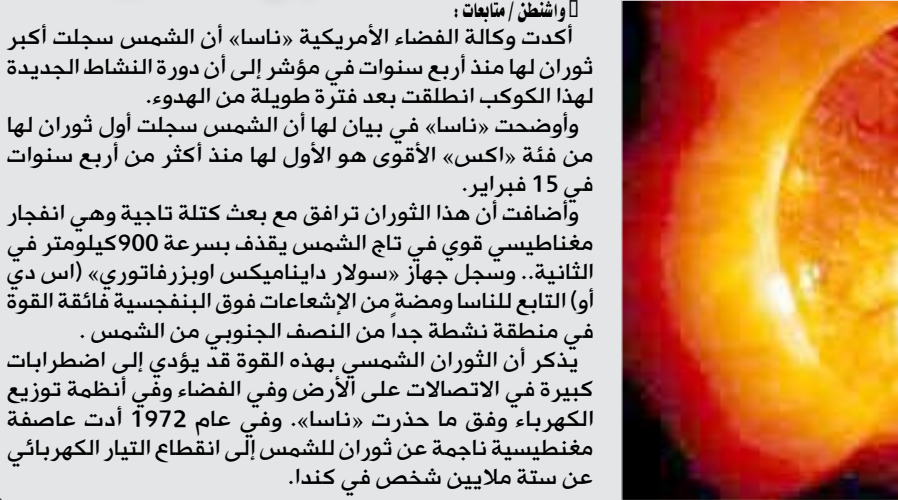 واشنطن / متابعات :
أكدت وكالة الفضاء الأمريكية «ناسا» أن الشمس سجلت أكبر
ثوران لها منذ أربع سنوات في مؤشر إلى أن دورة النشاط الجديدة
لهذا الكوكب انطلقت بعد فترة طويلة من الهدوء.
وأوضحت «ناسا» في بيان لها أن الشمس سجلت أول ثوران لها
من فئة «اكس» الأقوى هو الأول لها منذ أكثر من أربع سنوات
في 15 فبراير.
وأضافت أن هذا الثوران ترافق مع بعث كتلة تاجية وهي انفجار
مغناطيسي قوي في تاج الشمس يقذف بسرعة 900كيلومتر في
الثانية.. وسجل جهاز «سولار دايناميكس اوبزرفاتوري» (اس دي
أو) التابع للناسا ومضةٍ من الإشعاعات فوق البنفجسية فائقة القوة
في منطقة نشطة جداً من النصف الجنوبي من الشمس .
يذكر أن الثوران الشمسي بهذه القوة قد يؤدي إلى اضطرابات
كبيرة في الاتصالات على الأرض وفي الفضاء وفي أنظمة توزيع
الكهرباء وفق ما حذرت «ناسا». وفي عام 1972 أدت عاصفة
مغنطيسية ناجمة عن ثوران للشمس إلى انقطاع التيار الكهربائي
عن ستة ملايين شخص في كندا.